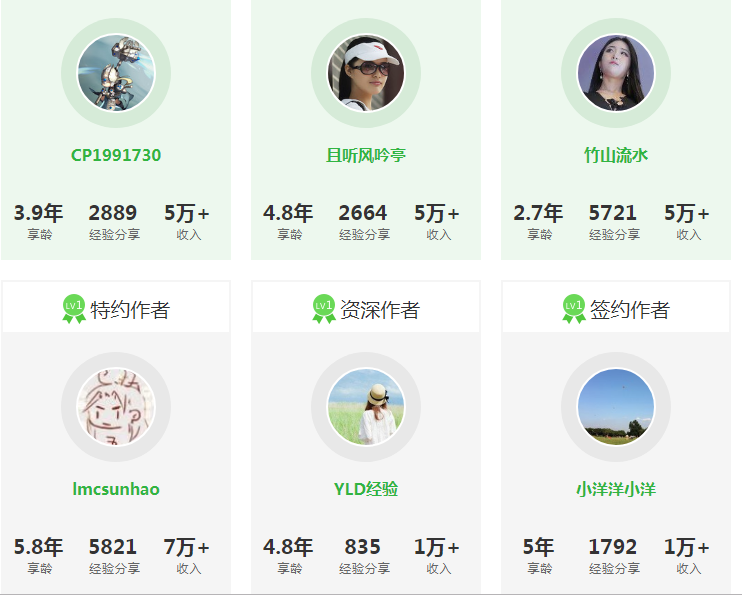 CP1991730
且听风吟亭
竹山流水
3.9年 2889 5万+
享龄 经验分享 收入
4.8年 2664 5万+
享龄 经验分享 收入
2.7年 5721 5万+
享龄 经验分享 收入
LV1 特约作者
LV1 资深作者
LV1 签约作者
lmcsunhao
YLD经验
小洋洋小洋
5.8年 5821 7万+
享龄 经验分享 收入
4.8年 835 1万+
享龄 经验分享 收入
5年 1792 1万+
享龄 经验分享 收入